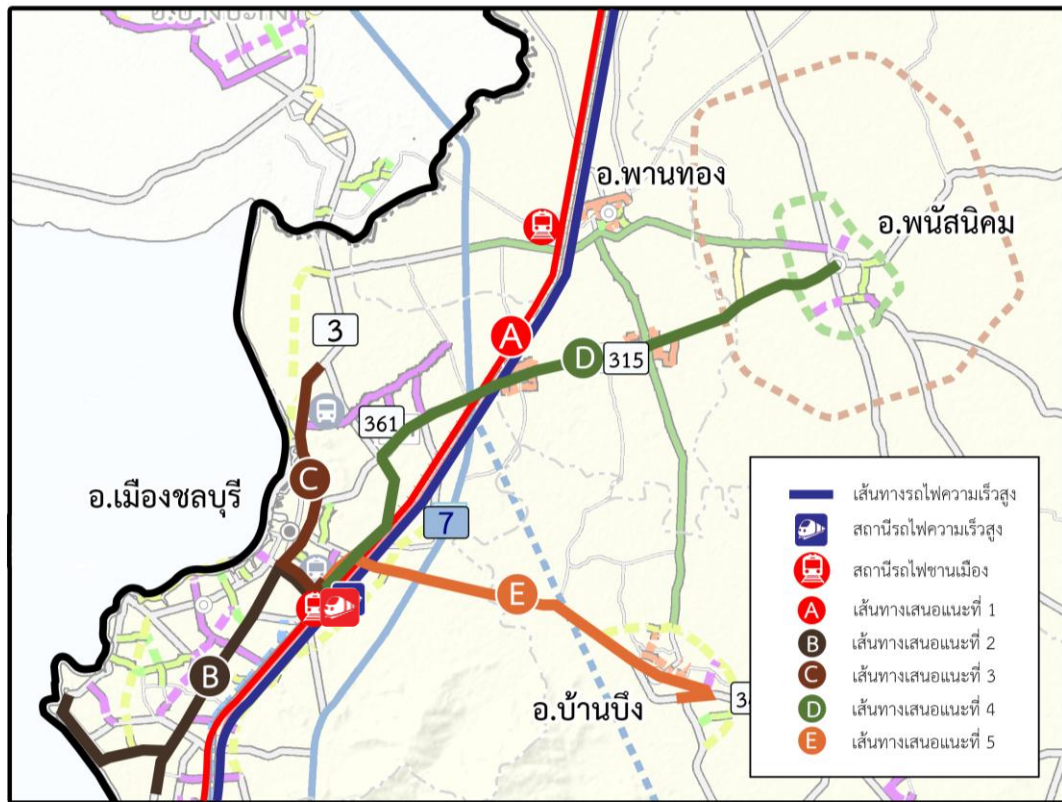 อ.พานทอง
อ.พนัสนิคม
3
A
D
315
361
C
อ.เมืองชลบุรี
7
E
B
อ.บ้านบึง
เส้นทางรถไฟความเร็วสูง
สถานีรถไฟความเร็วสูง
สถานีรถไฟชานเมือง
A เส้นทางเสนอแนะที่ 1
B เส้นทางเสนอแนะที่ 2
C เส้นทางเสนอแนะที่ 3
D เส้นทางเสนอแนะที่ 4
E เส้นทางเสนอแนะที่ 5